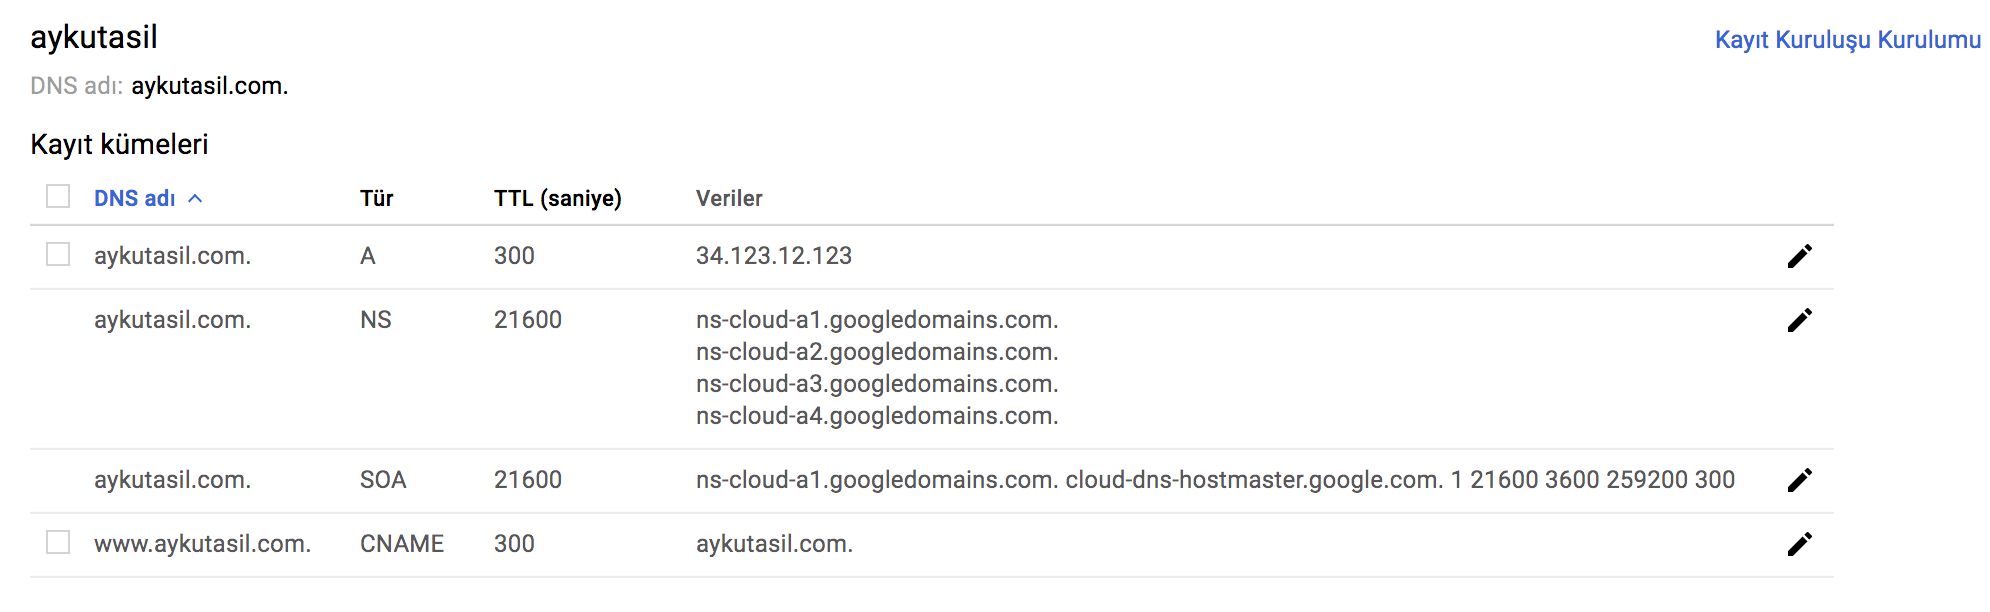 aykutasil
Kayıt Kuruluşu Kurulumu
DNS adı: aykutasil.com.
Kayıt kümeleri
DNS adı Tür TTL (saniye) Veriler
aykutasil.com. A 300 34.123.12.123
aykutasil.com. NS 21600 ns-cloud-a1.googledomains.com.
ns-cloud-a2.googledomains.com.
ns-cloud-a3.googledomains.com.
ns-cloud-a4.googledomains.com.
aykutasil.com. SOA 21600 ns-cloud-a1.googledomains.com. cloud-dns-hostmaster.google.com. 1 21600 3600 259200 300
www.aykutasil.com. CNAME 300 aykutasil.com.